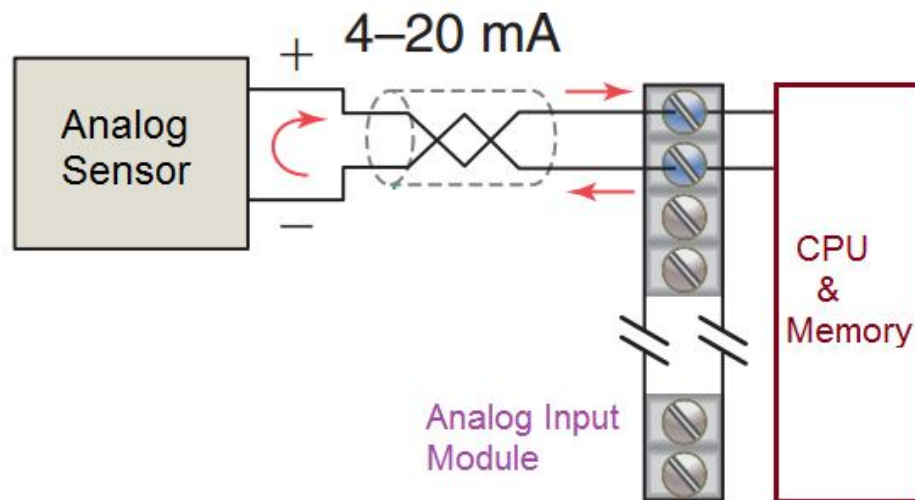 4–20 mA
+
Analog
Sensor
−
CPU
&
Memory
Analog Input
Module